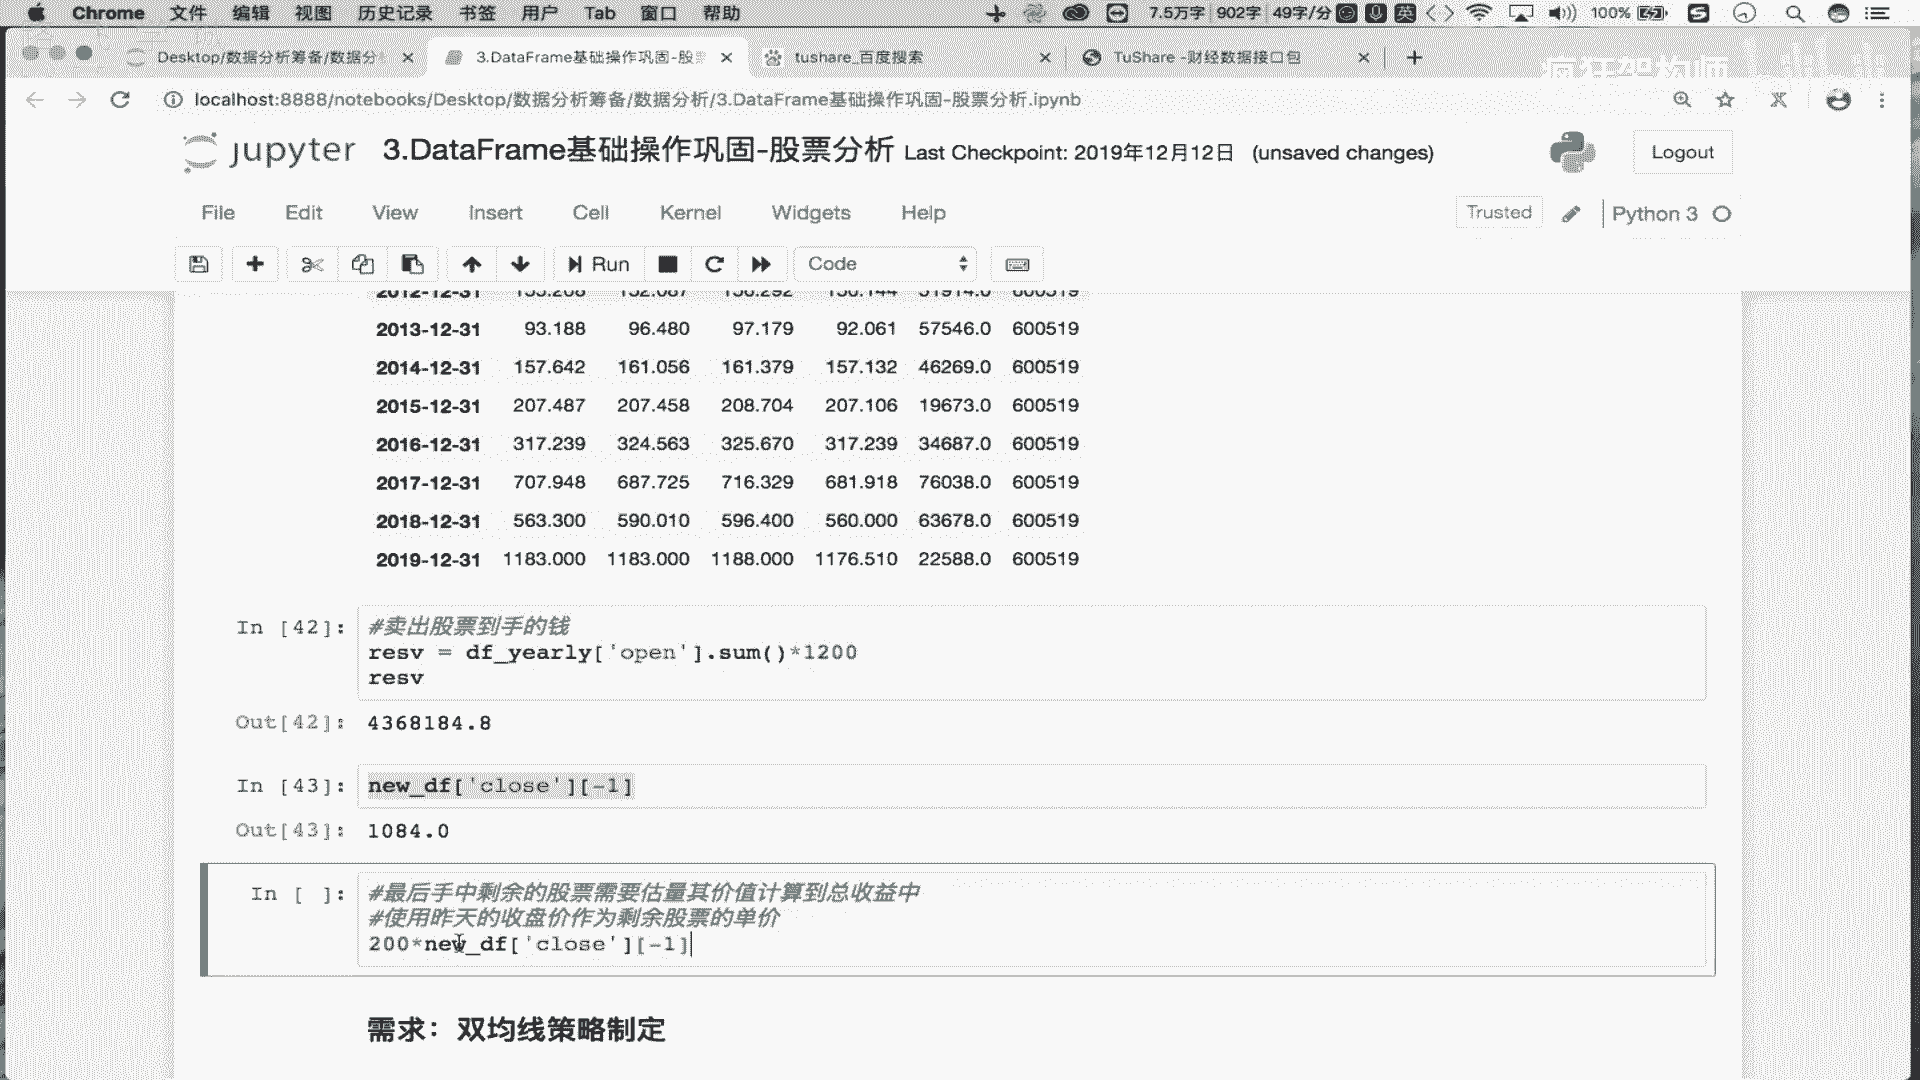 Chrome 文件 编辑 视图 历史记录 书签 用户 Tab 窗口 帮助 7.5万字 902字 49字/分 英 100%
Desktop/数据分析筹备/数据分 3.DataFrame基础操作巩固-股 tushare_百度搜索 TuShare -财经数据接口包
疯狂架构师
localhost:8888/notebooks/Desktop/数据分析筹备/数据分析/3.DataFrame基础操作巩固-股票分析.ipynb
jupyter 3.DataFrame基础操作巩固-股票分析 Last Checkpoint: 2019年12月12日 (unsaved changes) Logout
File Edit View Insert Cell Kernel Widgets Help Trusted Python 3
Run Code
2013-12-31 93.188 96.480 97.179 92.061 57546.0 600519
2014-12-31 157.642 161.056 161.379 157.132 46269.0 600519
2015-12-31 207.487 207.458 208.704 207.106 19673.0 600519
2016-12-31 317.239 324.563 325.670 317.239 34687.0 600519
2017-12-31 707.948 687.725 716.329 681.918 76038.0 600519
2018-12-31 563.300 590.010 596.400 560.000 63678.0 600519
2019-12-31 1183.000 1183.000 1188.000 1176.510 22588.0 600519
In [42]: #卖出股票到手的钱
resv = df_yearly['open'].sum()*1200
resv
Out[42]: 4368184.8
In [43]: new_df['close'][-1]
Out[43]: 1084.0
In [ ]: #最后手中剩余的股票需要估量其价值计算到总收益中
#使用昨天的收盘价作为剩余股票的单价
200*new_df['close'][-1]
需求：双均线策略制定